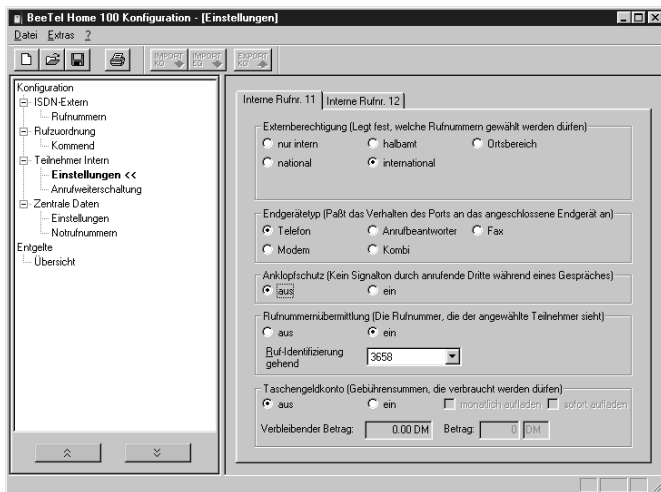 BeeTel Home 100 Konfiguration - [Einstellungen]
Datei Extras ?
IMPORT KO IMPORT EG EXPORT KO
Konfiguration
ISDN-Extern
Rufnummern
Rufzuordnung
Kommend
Teilnehmer Intern
Einstellungen <<
Anrufweiterschaltung
Zentrale Daten
Einstellungen
Notrufnummern
Entgelte
Übersicht
Interne Rufnr. 11 Interne Rufnr. 12
Externberechtigung (Legt fest, welche Rufnummern gewählt werden dürfen)
nur intern halbamt Ortsbereich
national international
Endgerätetyp (Paßt das Verhalten des Ports an das angeschlossene Endgerät an)
Telefon Anrufbeantworter Fax
Modem Kombi
Anklopfschutz (Kein Signalton durch anrufende Dritte während eines Gespräches)
aus ein
Rufnummernübermittlung (Die Rufnummer, die der angewählte Teilnehmer sieht)
aus ein
Ruf-Identifizierung
gehend 3658
Taschengeldkonto (Gebührensummen, die verbraucht werden dürfen)
aus ein monatlich aufladen sofort aufladen
Verbleibender Betrag: 0.00 DM Betrag: 0 DM